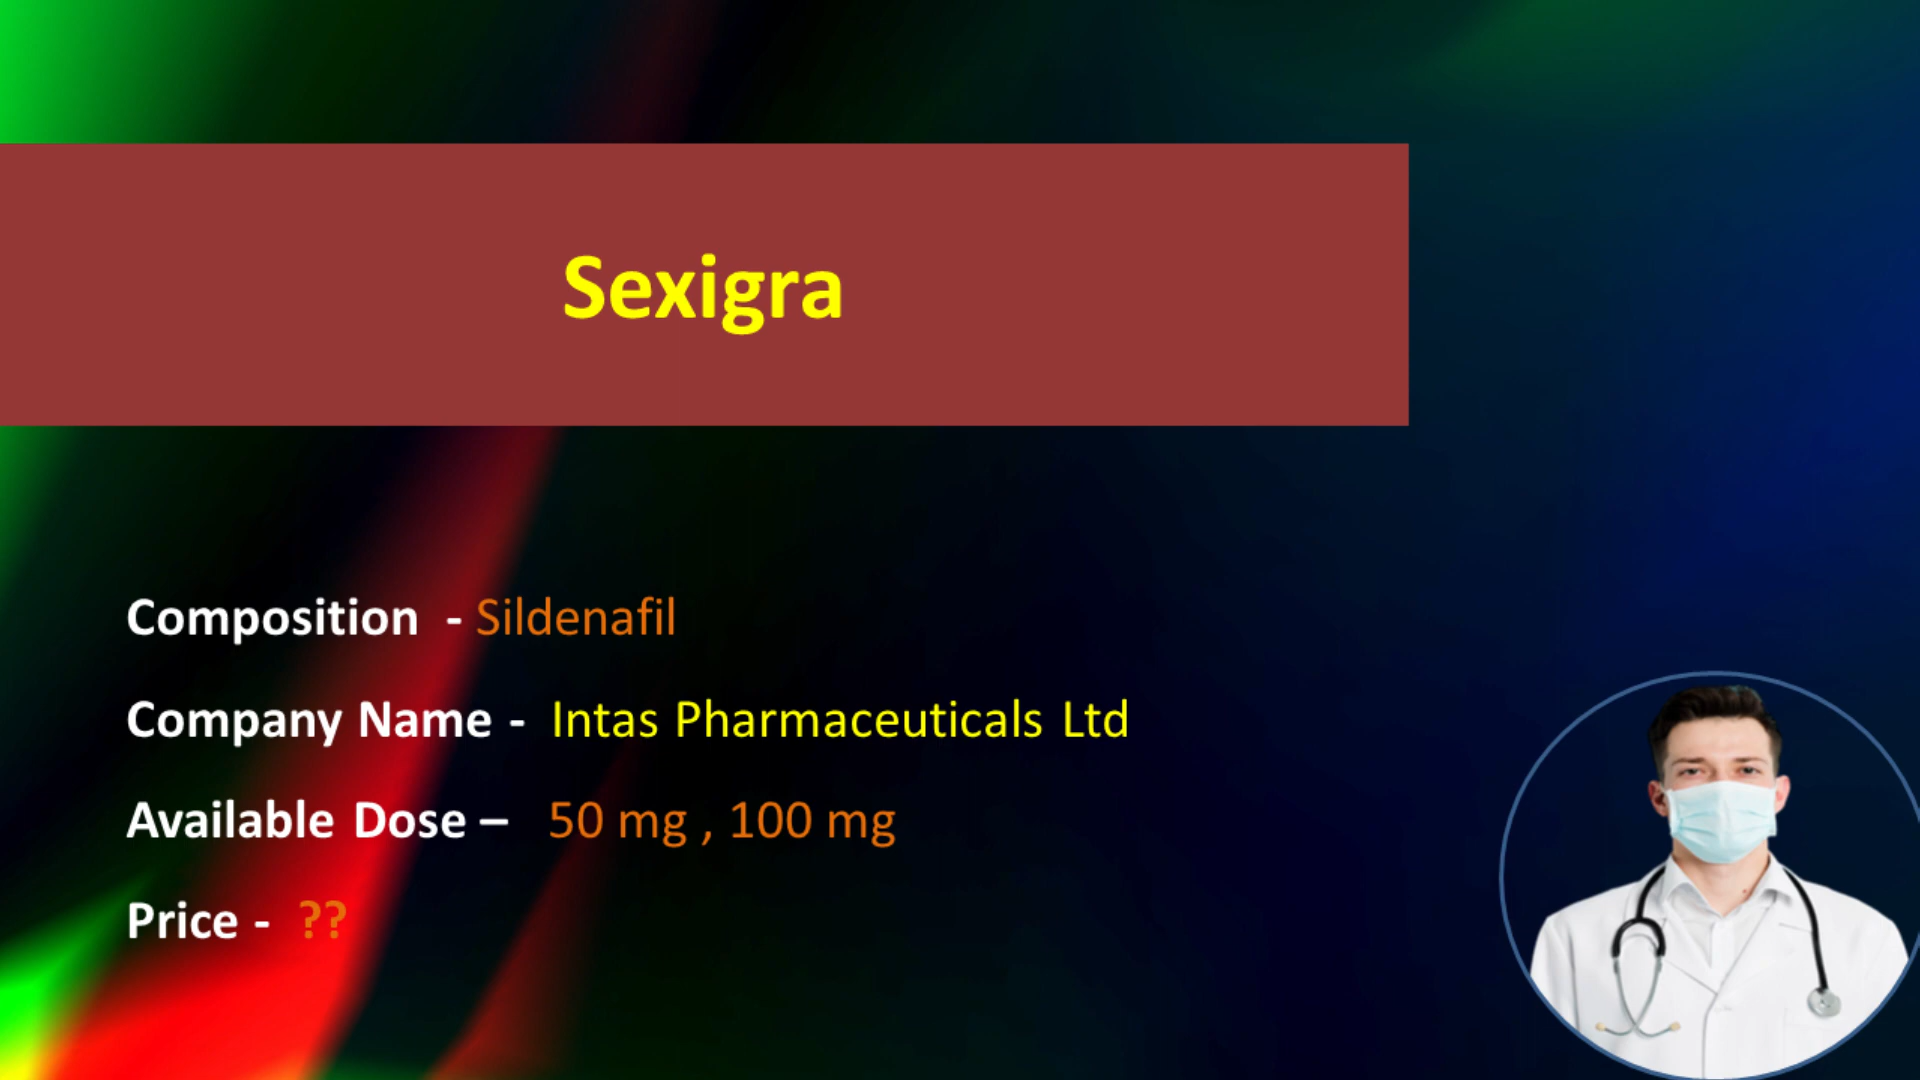 Sexigra
Composition - Sildenafil
Company Name - Intas Pharmaceuticals Ltd
Available Dose – 50 mg , 100 mg
Price - ??